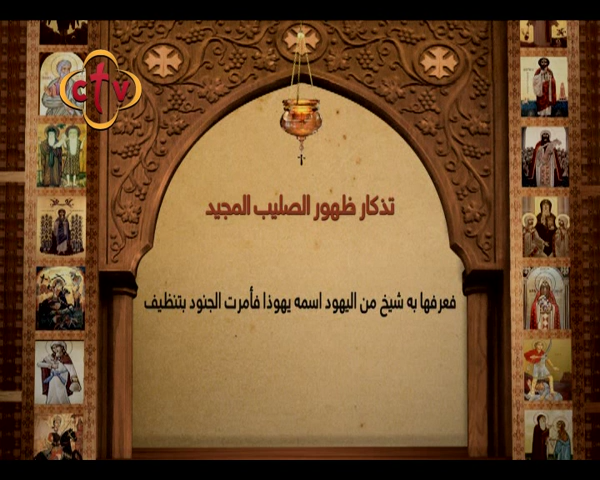 ctv
تذكار ظهور الصليب المجيد
فعرفها به شيخ من اليهود اسمه يهوذا فأمرت الجنود بتنظيف